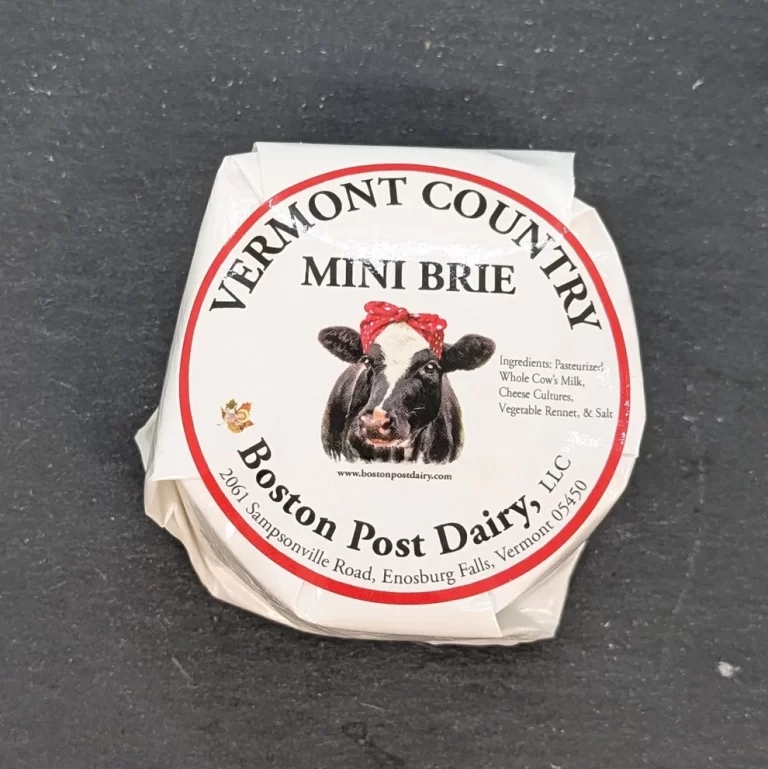 VERMONT COUNTRY
MINI BRIE
Ingredients: Pasteurized
Whole Cow's Milk,
Cheese Cultures,
Vegetable Rennet, & Salt
www.bostonpostdairy.com
Boston Post Dairy, LLC
2061 Sampsonville Road, Enosburg Falls, Vermont 05450